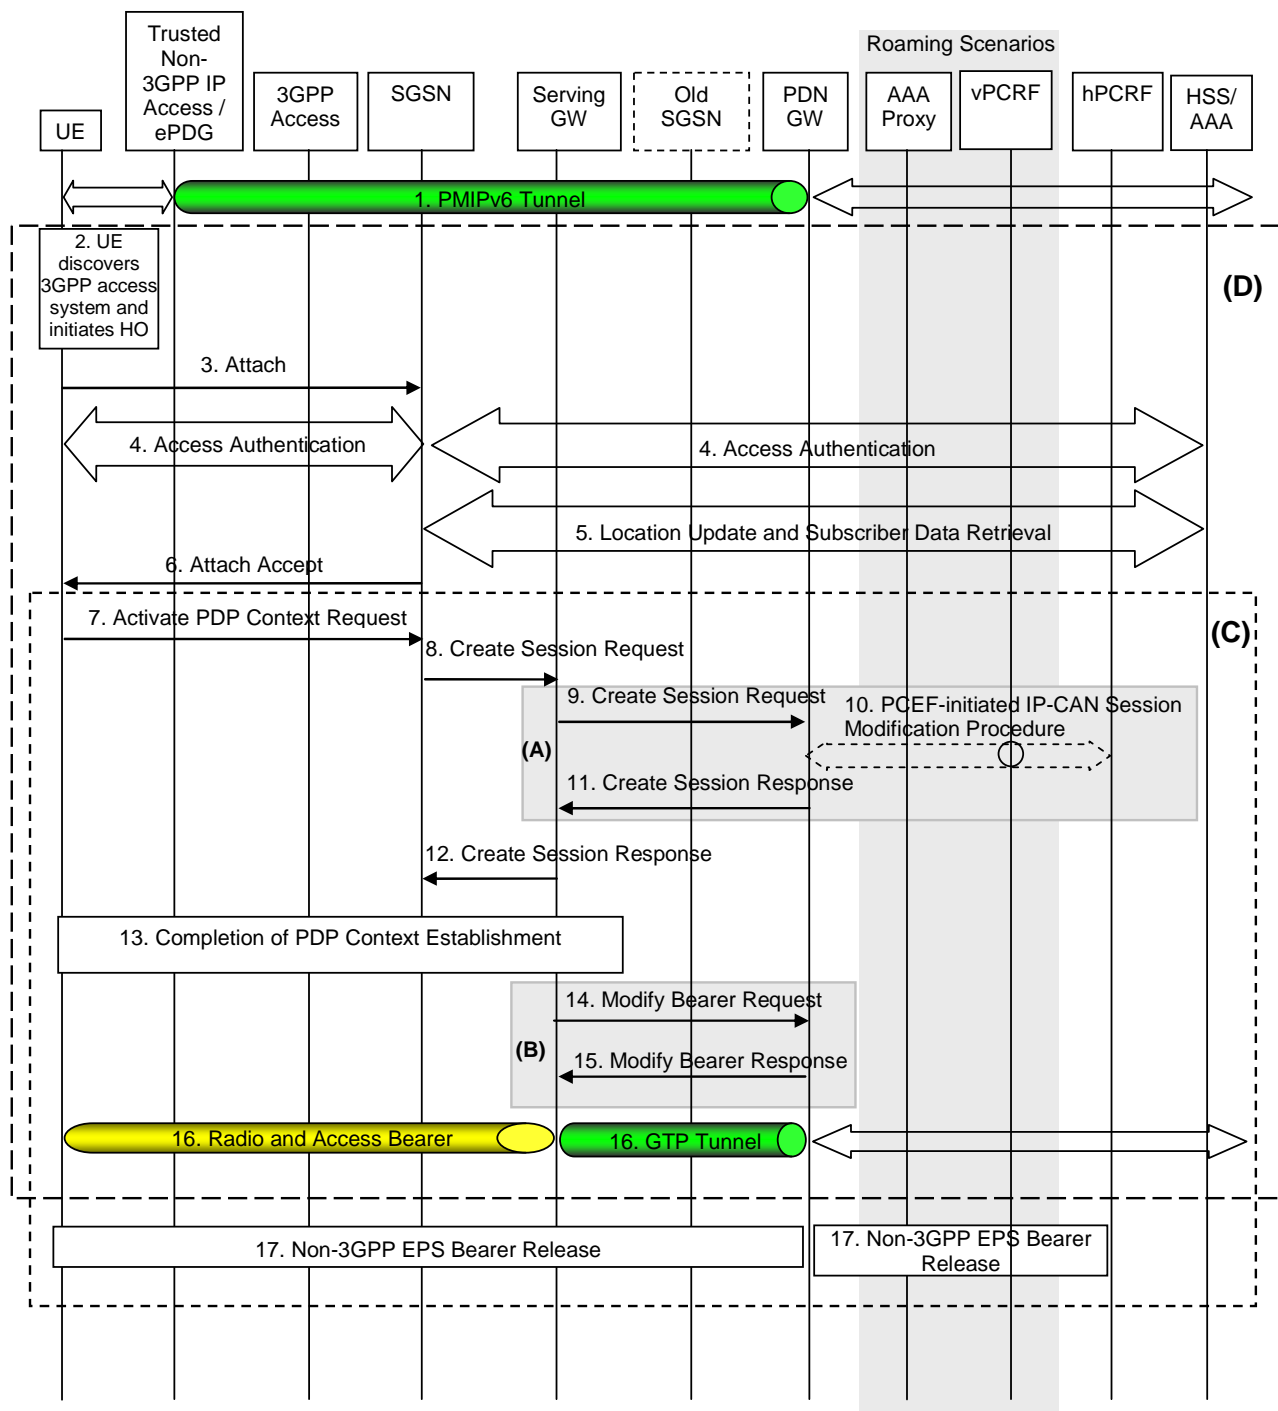 Roaming Scenarios
UE
Trusted
Non-
3GPP IP
Access /
ePDG
3GPP
Access
SGSN
Serving
GW
Old
SGSN
PDN
GW
AAA
Proxy
vPCRF
hPCRF
HSS/
AAA
1. PMIPv6 Tunnel
2. UE
discovers
3GPP access
system and
initiates HO
(D)
3. Attach
4. Access Authentication
4. Access Authentication
5. Location Update and Subscriber Data Retrieval
6. Attach Accept
7. Activate PDP Context Request
(C)
8. Create Session Request
9. Create Session Request
10. PCEF-initiated IP-CAN Session
Modification Procedure
(A)
11. Create Session Response
12. Create Session Response
13. Completion of PDP Context Establishment
14. Modify Bearer Request
(B)
15. Modify Bearer Response
16. Radio and Access Bearer
16. GTP Tunnel
17. Non-3GPP EPS Bearer Release
17. Non-3GPP EPS Bearer
Release